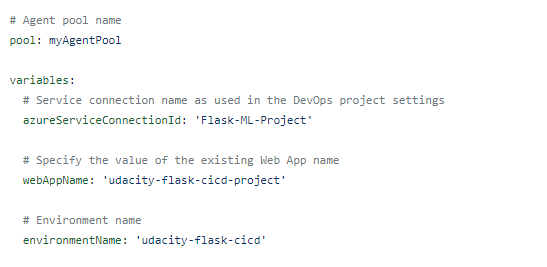 # Agent pool name
pool: myAgentPool

variables:
  # Service connection name as used in the DevOps project settings
  azureServiceConnectionId: 'Flask-ML-Project'

  # Specify the value of the existing Web App name
  webAppName: 'udacity-flask-cicd-project'

  # Environment name
  environmentName: 'udacity-flask-cicd'